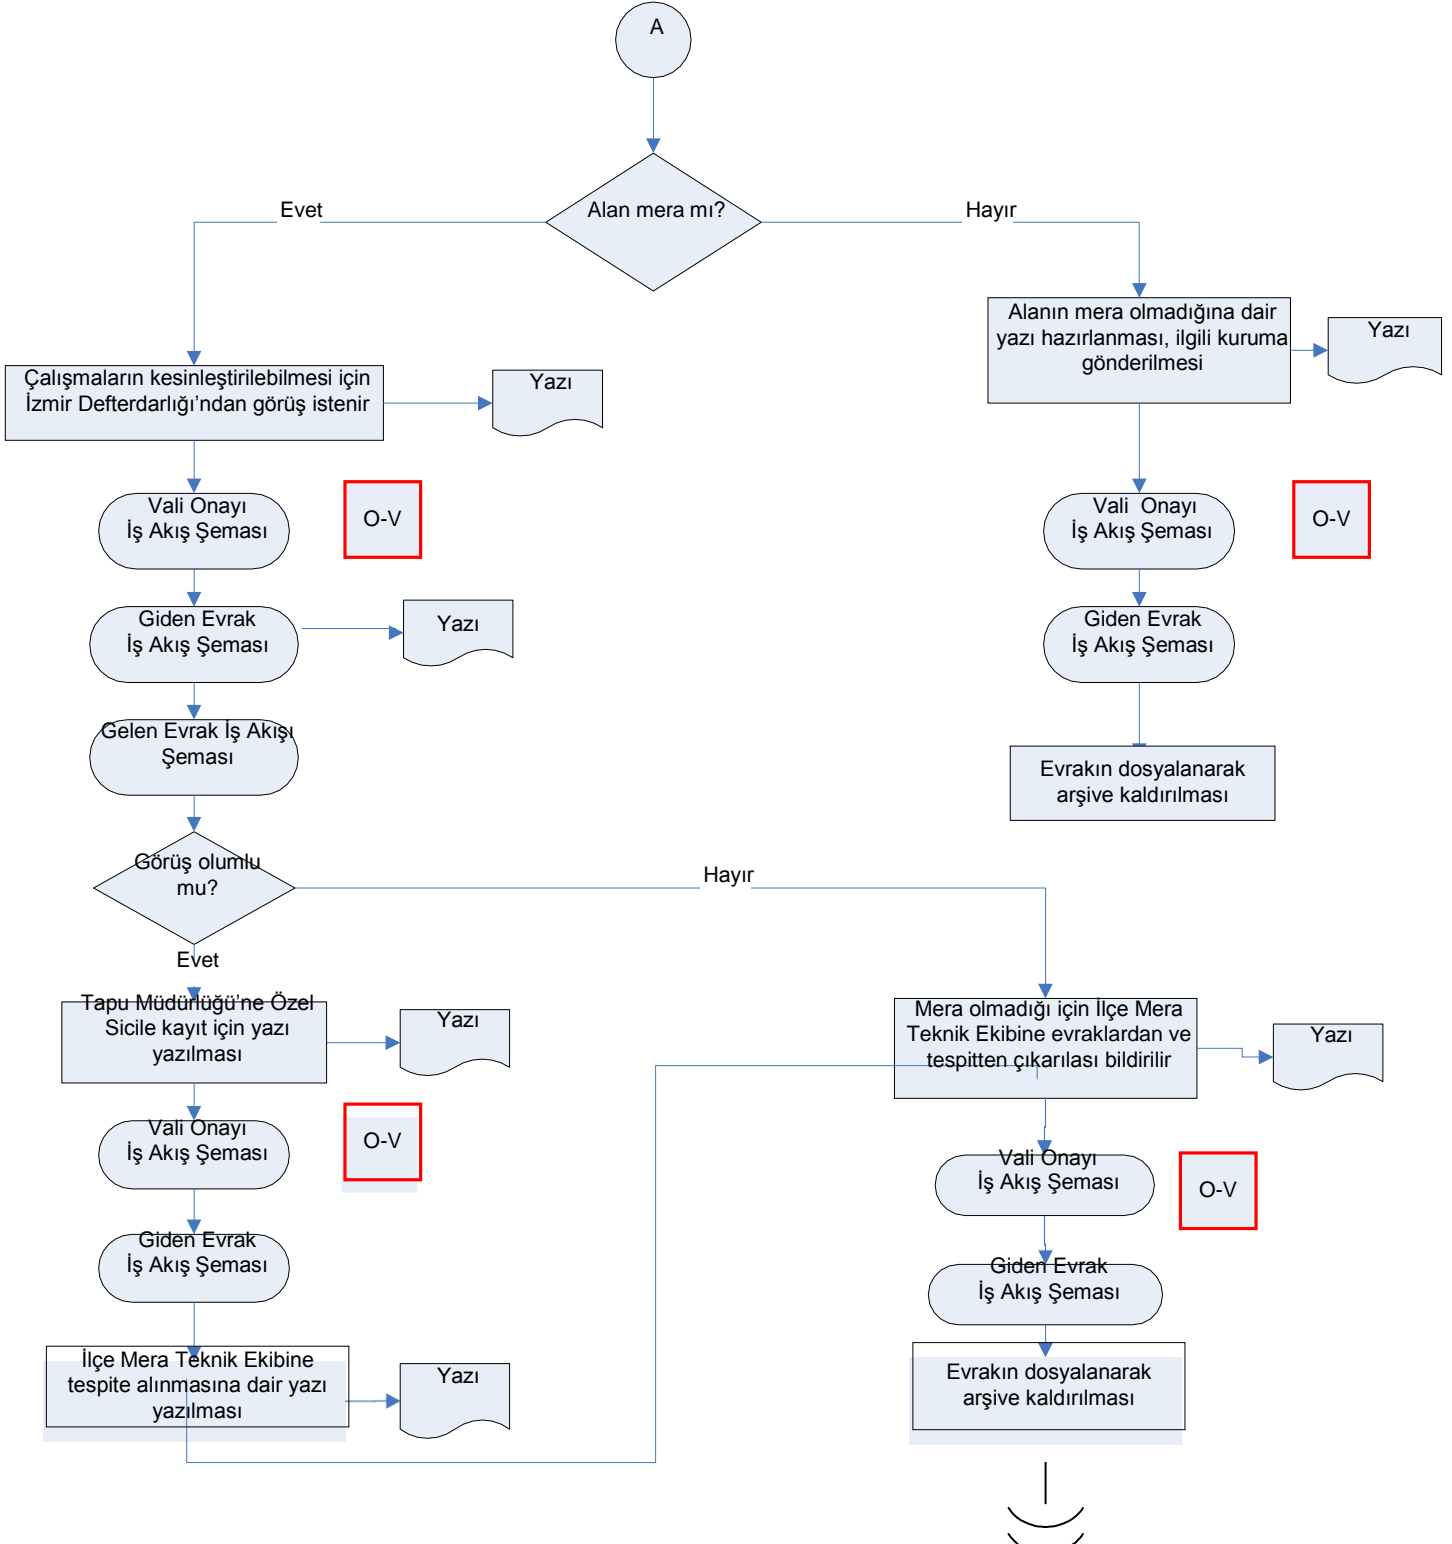 A
Alan mera mı?
Evet
Hayır
Alanın mera olmadığına dair
yazı hazırlanması, ilgili kuruma
gönderilmesi
Yazı
Çalışmaların kesinleştirilebilmesi için
İzmir Defterdarlığı’ndan görüş istenir
Yazı
Vali Onayı
İş Akış Şeması
O-V
Vali Onayı
İş Akış Şeması
O-V
Giden Evrak
İş Akış Şeması
Yazı
Giden Evrak
İş Akış Şeması
Gelen Evrak İş Akışı
Şeması
Evrakın dosyalanarak
arşive kaldırılması
Görüş olumlu
mu?
Hayır
Evet
Tapu Müdürlüğü’ne Özel
Sicile kayıt için yazı
yazılması
Yazı
Mera olmadığı için İlçe Mera
Teknik Ekibine evraklardan ve
tespitten çıkarılası bildirilir
Yazı
Vali Onayı
İş Akış Şeması
O-V
Vali Onayı
İş Akış Şeması
O-V
Giden Evrak
İş Akış Şeması
Giden Evrak
İş Akış Şeması
İlçe Mera Teknik Ekibine
tespite alınmasına dair yazı
yazılması
Yazı
Evrakın dosyalanarak
arşive kaldırılması